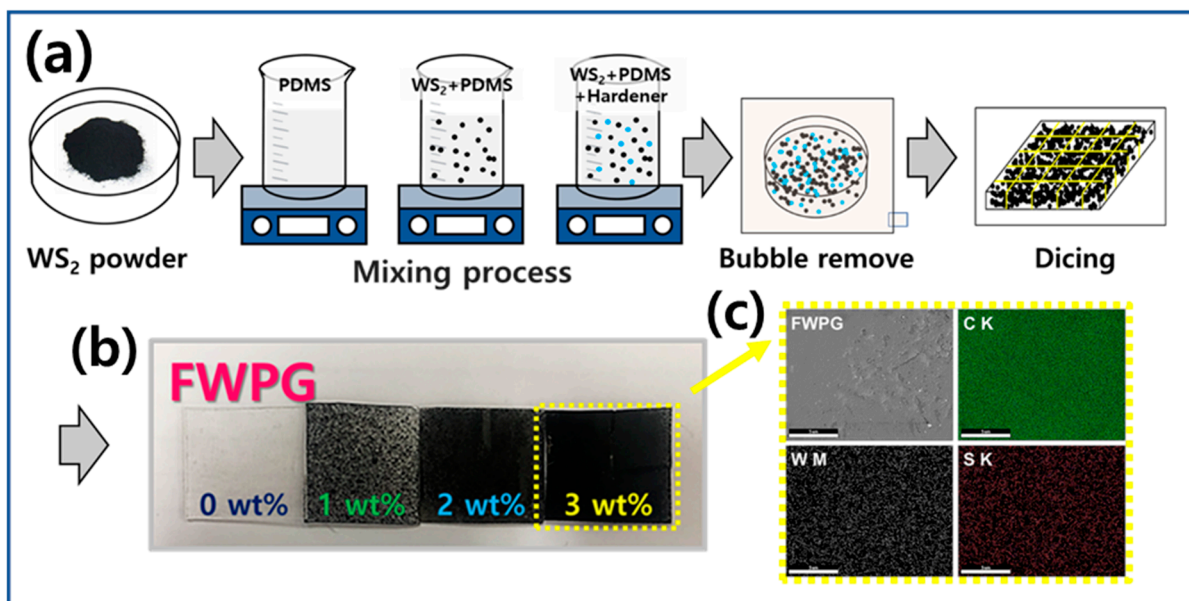 (a)
PDMS
WS₂+PDMS
WS₂+PDMS
+Hardener
WS₂ powder
Mixing process
Bubble remove
Dicing
(b)
FWPG
0 wt%
1 wt%
2 wt%
3 wt%
(c)
FWPG
C K
W M
S K